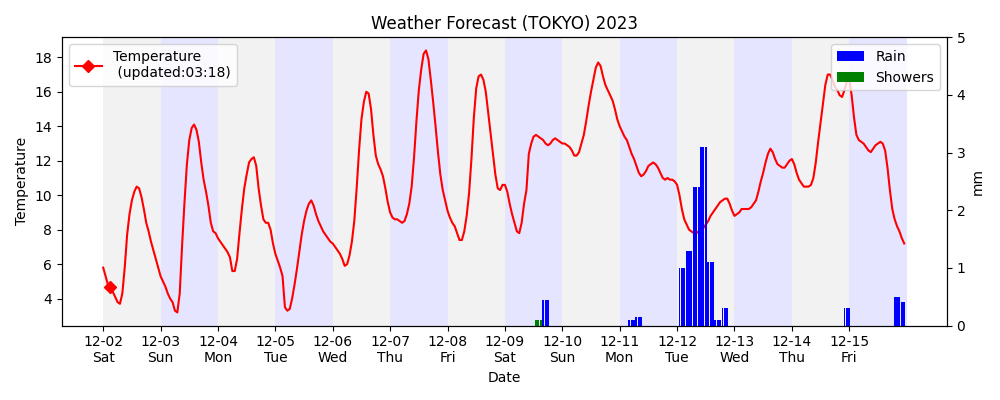 Weather Forecast (TOKYO) 2023
Temperature
(updated:03:18)
Rain
Showers
Temperature
18
16
14
12
10
8
6
4
5
4
3
2
1
0
mm
12-02 12-03 12-04 12-05 12-06 12-07 12-08 12-09 12-10 12-11 12-12 12-13 12-14 12-15
Sat Sun Mon Tue Wed Thu Fri Sat Sun Mon Tue Wed Thu Fri
Date